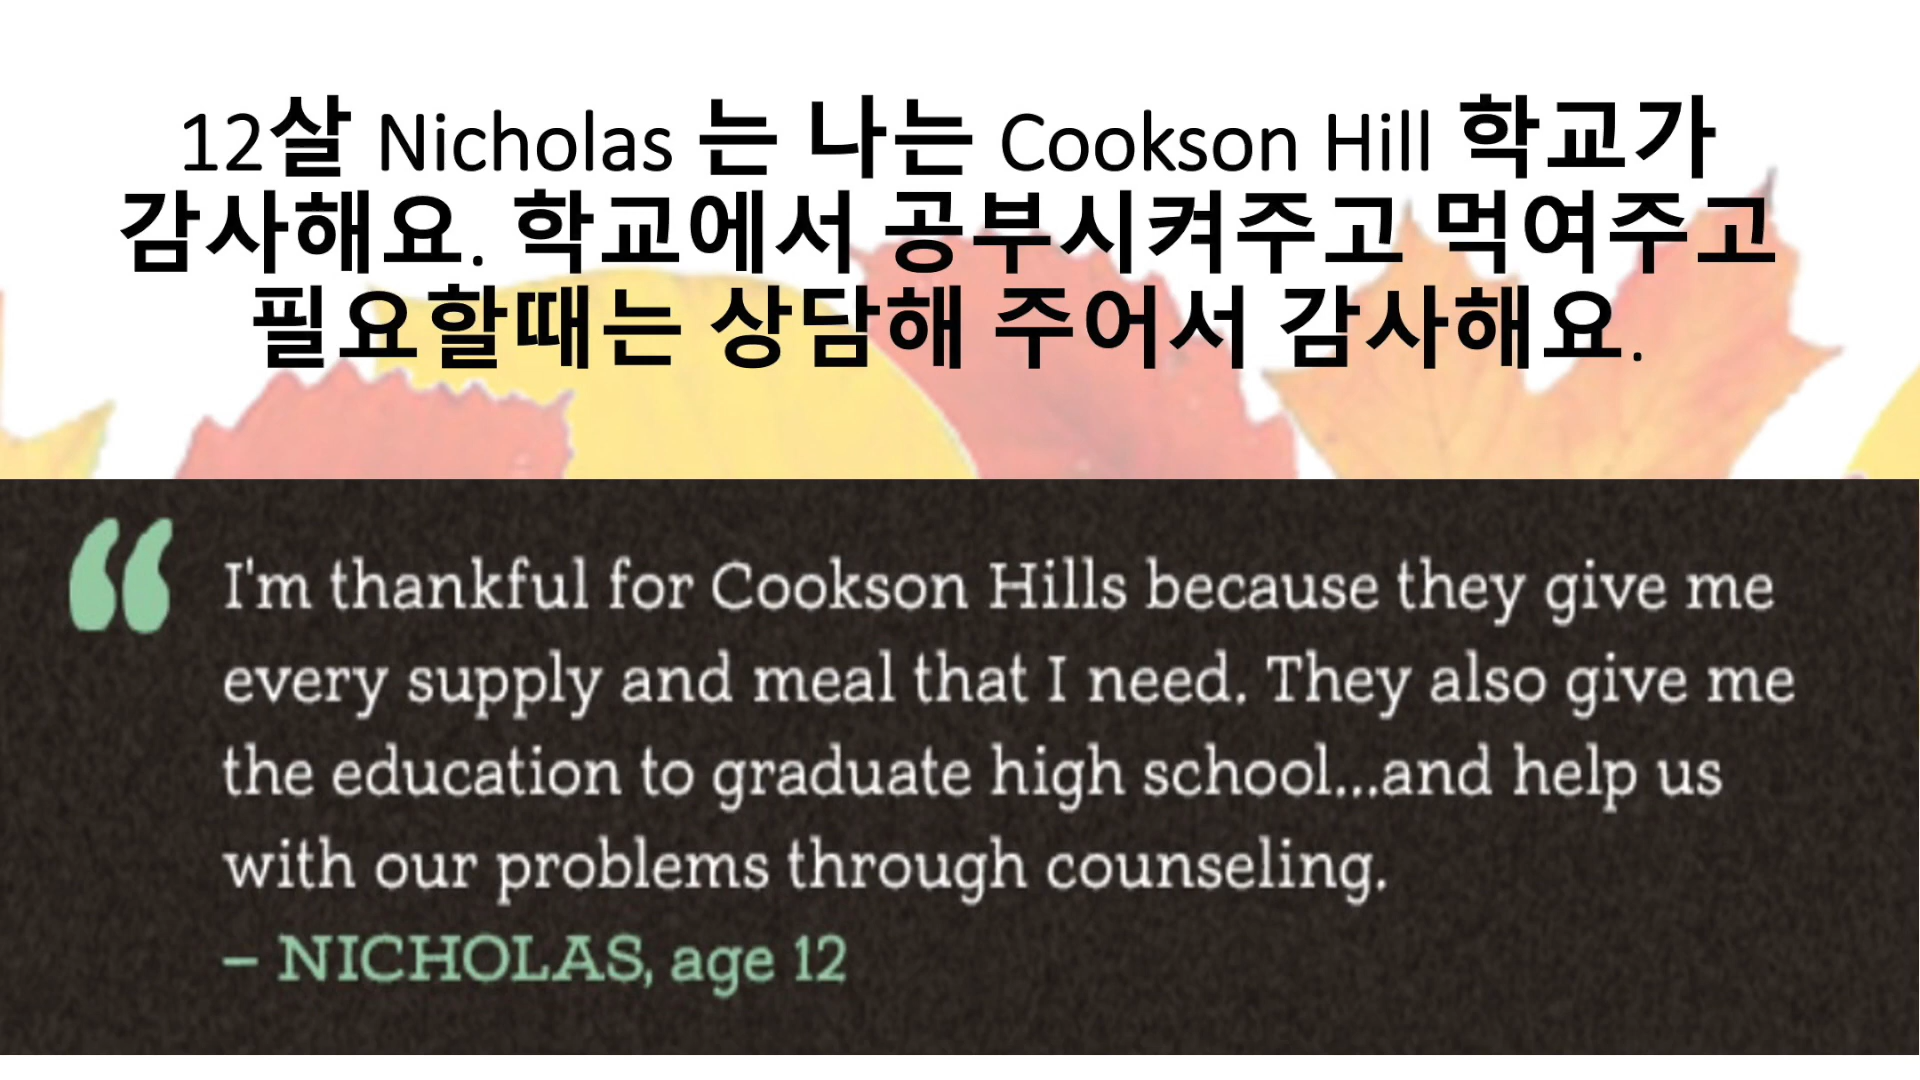 12살 Nicholas 는 나는 Cookson Hill 학교가
감사해요. 학교에서 공부시켜주고 먹여주고
필요할때는 상담해 주어서 감사해요.
“ I'm thankful for Cookson Hills because they give me
every supply and meal that I need. They also give me
the education to graduate high school...and help us
with our problems through counseling.
– NICHOLAS, age 12